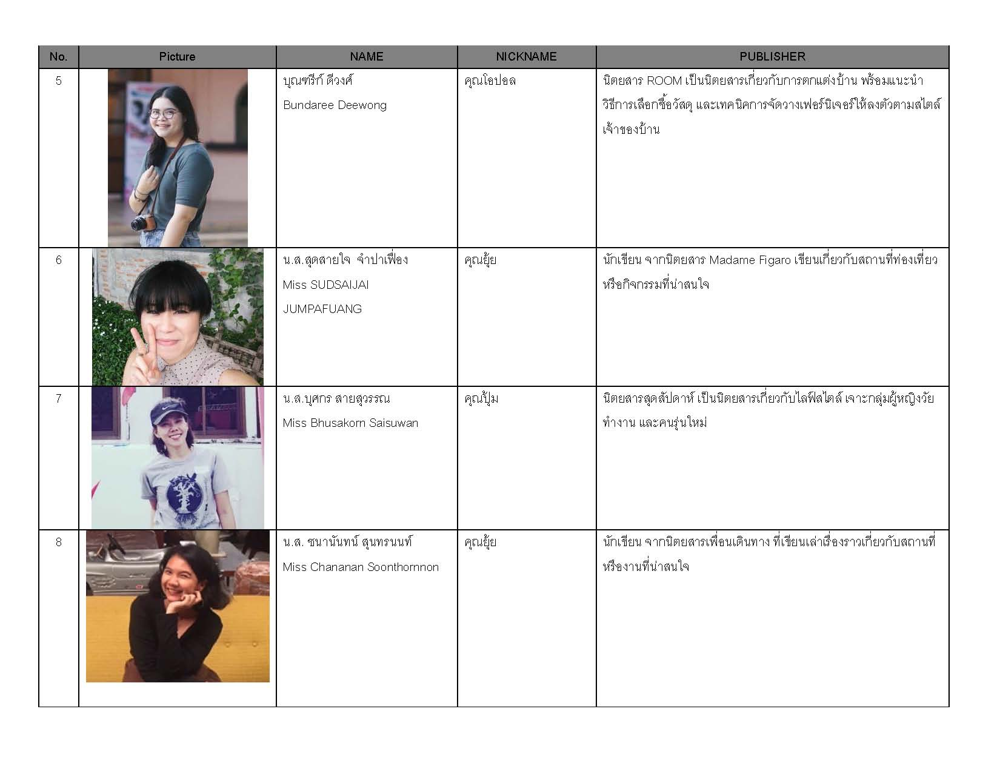 No. Picture NAME NICKNAME PUBLISHER
5
บุณฑรีก์ ดีวงศ์
Bundaree Deewong
คุณโอปอล
นิตยสาร ROOM เป็นนิตยสารเกี่ยวกับการตกแต่งบ้าน พร้อมแนะนำ
วิธีการเลือกซื้อวัสดุ และเทคนิคการจัดวางเฟอร์นิเจอร์ให้ลงตัวตามสไตล์
เจ้าของบ้าน
6
น.ส.สุดสายใจ จำปาเฟื่อง
Miss SUDSAIJAI
JUMPAFUANG
คุณยุ้ย
นักเขียน จากนิตยสาร Madame Figaro เขียนเกี่ยวกับสถานที่ท่องเที่ยว
หรือกิจกรรมที่น่าสนใจ
7
น.ส.บุศกร สายสุวรรณ
Miss Bhusakorn Saisuwan
คุณปุ้ม
นิตยสารสุดสัปดาห์ เป็นนิตยสารเกี่ยวกับไลฟ์สไตล์ เจาะกลุ่มผู้หญิงวัย
ทำงาน และคนรุ่นใหม่
8
น.ส. ชนานันทน์ สุนทรนนท์
Miss Chananan Soonthornnon
คุณยุ้ย
นักเขียน จากนิตยสารเพื่อนเดินทาง ที่เขียนเล่าเรื่องราวเกี่ยวกับสถานที่
หรืองานที่น่าสนใจ